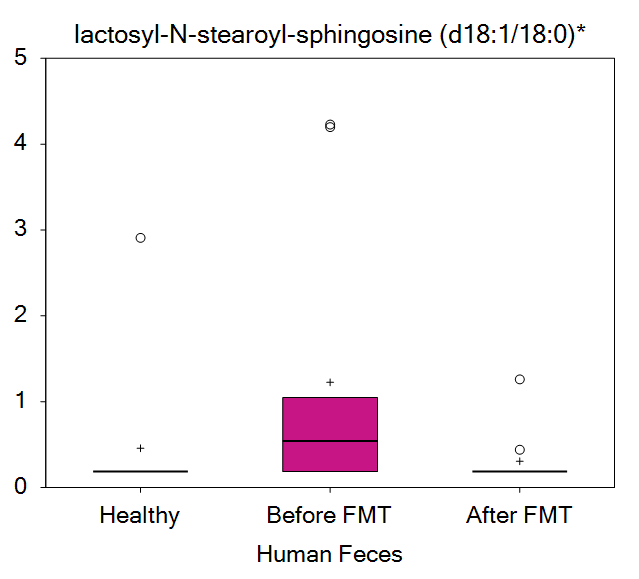 lactosyl-N-stearoyl-sphingosine (d18:1/18:0)*
5
4
3
2
1
0
Healthy Before FMT After FMT
Human Feces